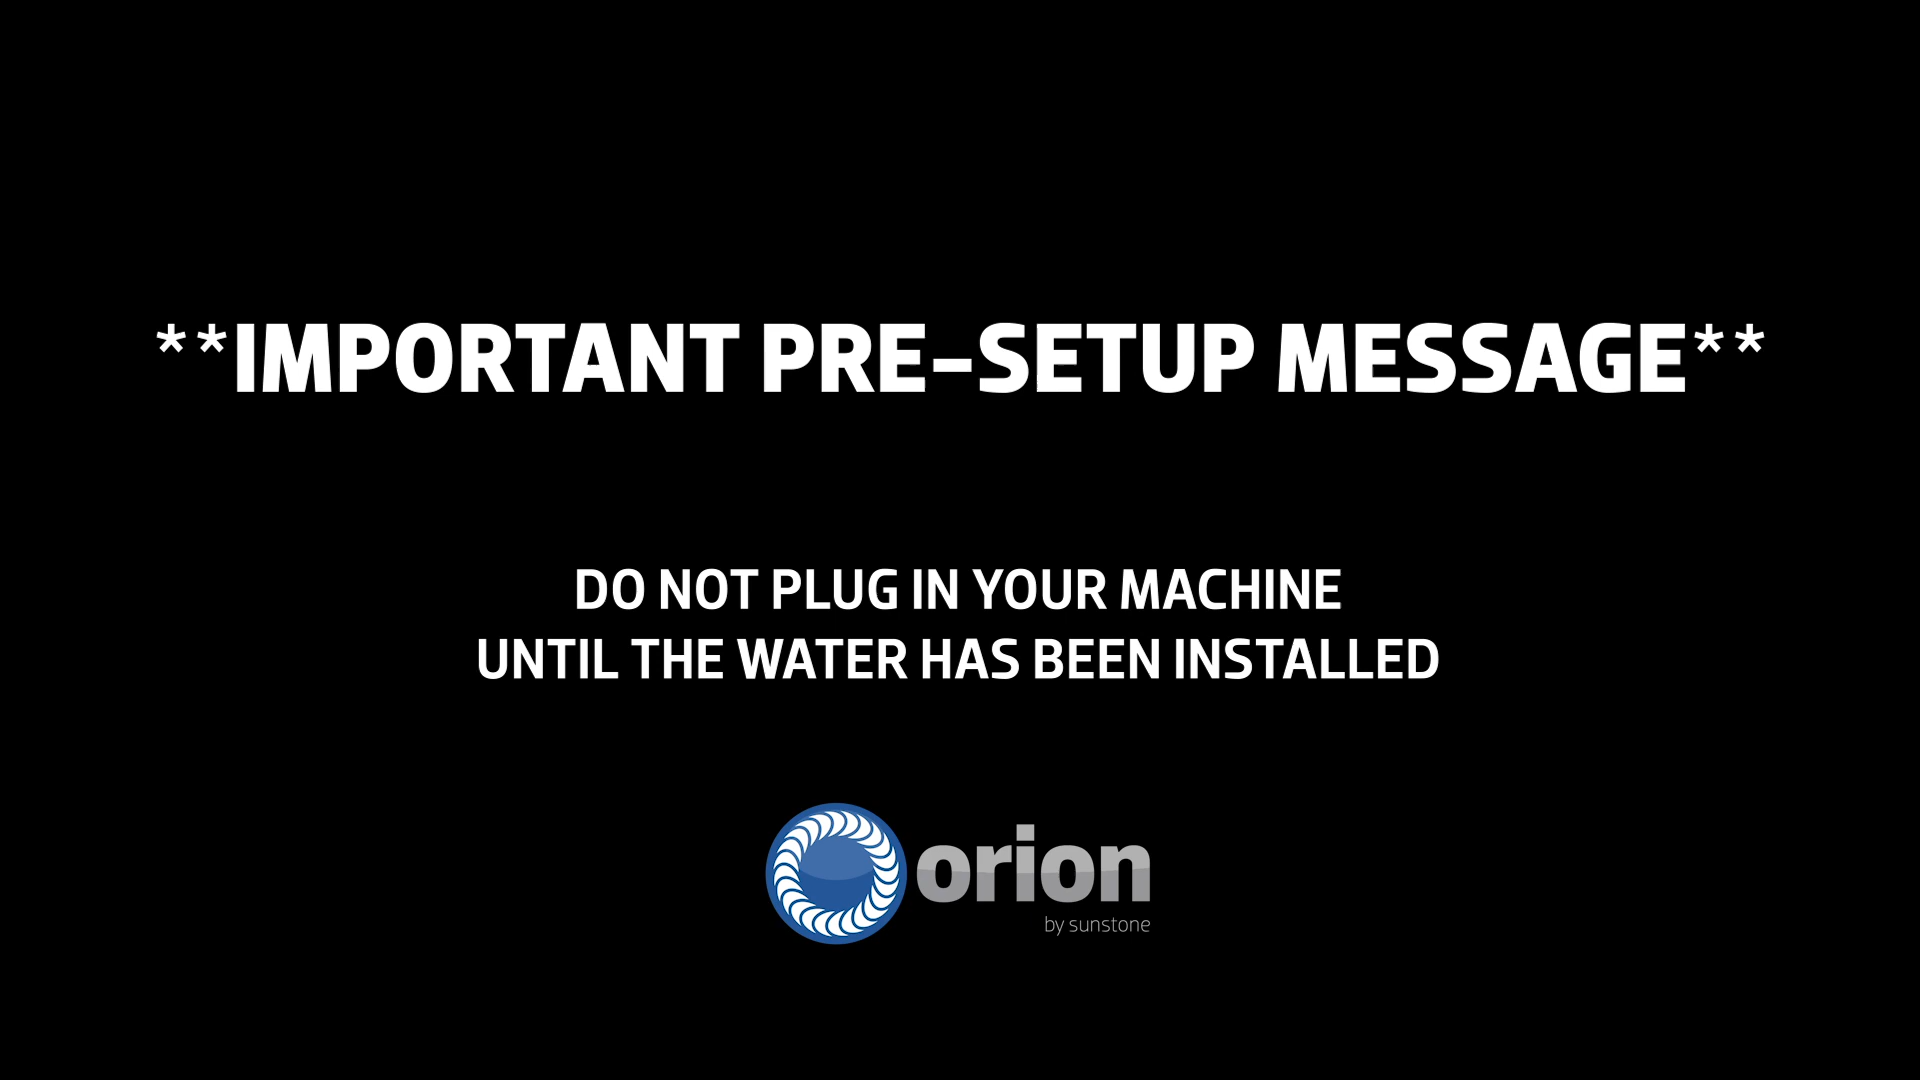 **IMPORTANT PRE-SETUP MESSAGE**
DO NOT PLUG IN YOUR MACHINE
UNTIL THE WATER HAS BEEN INSTALLED
orion
by sunstone